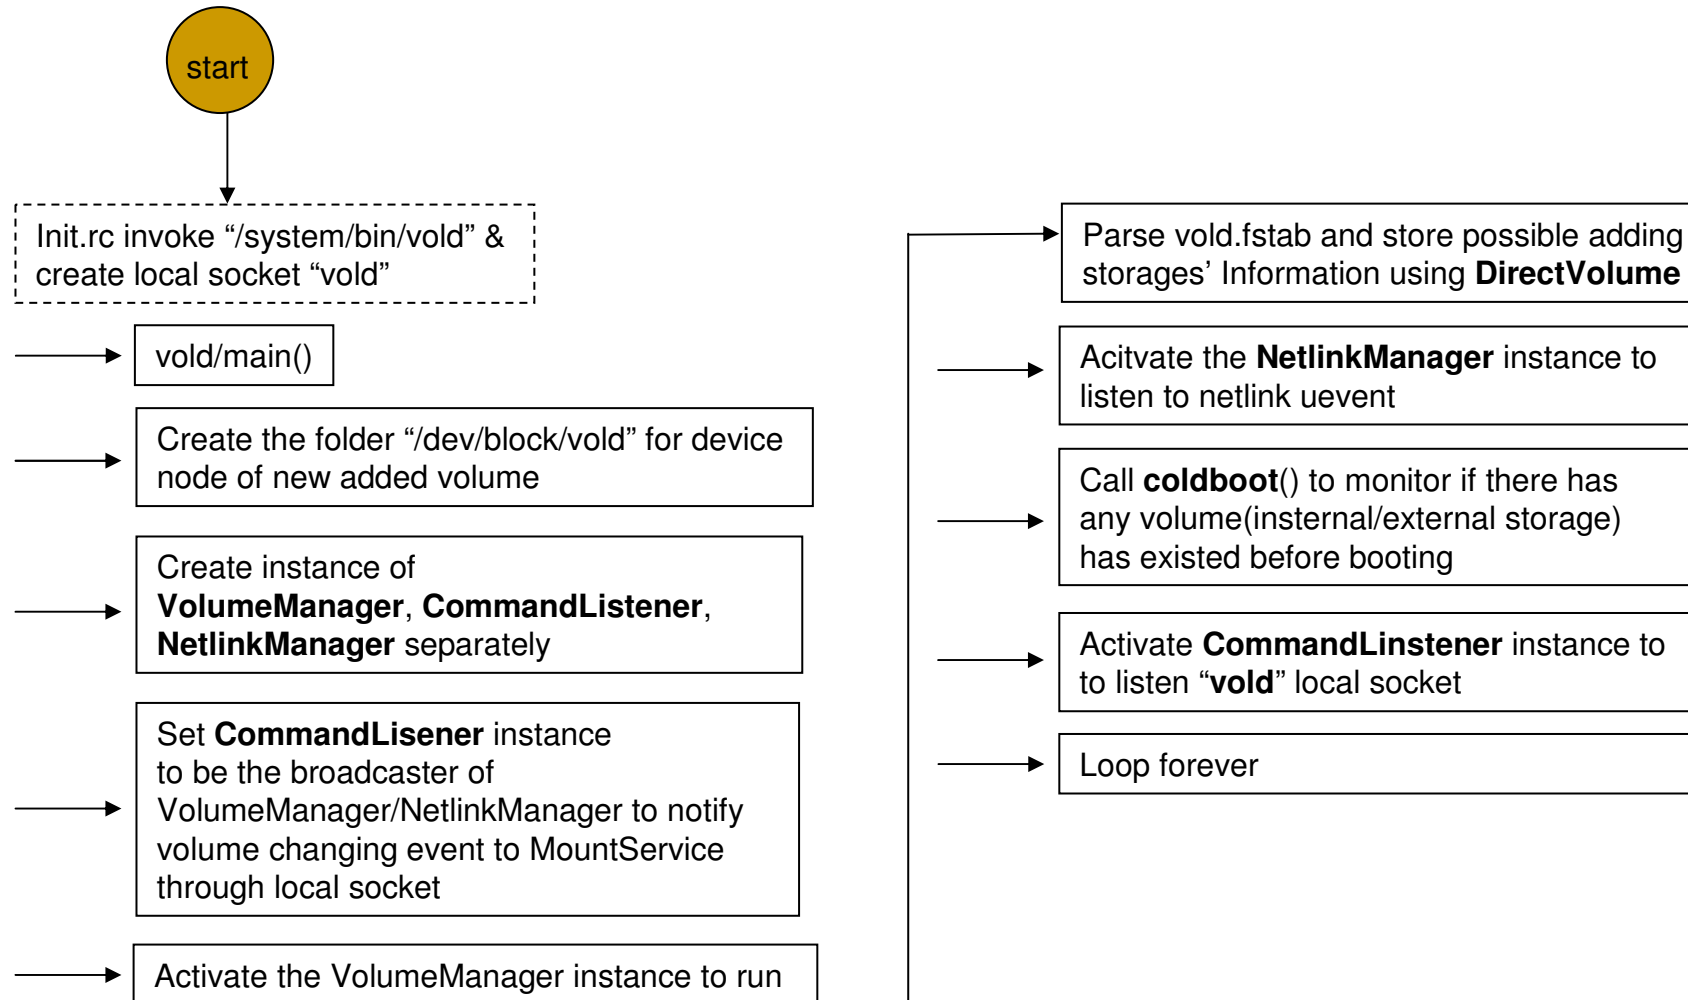 start
Init.rc invoke “/system/bin/vold” &
create local socket “vold”
vold/main()
Create the folder “/dev/block/vold” for device
node of new added volume
Create instance of
VolumeManager, CommandListener,
NetlinkManager separately
Set CommandLisener instance
to be the broadcaster of
VolumeManager/NetlinkManager to notify
volume changing event to MountService
through local socket
Activate the VolumeManager instance to run
Parse vold.fstab and store possible adding
storages’ Information using DirectVolume
Acitvate the NetlinkManager instance to
listen to netlink uevent
Call coldboot() to monitor if there has
any volume(insternal/external storage)
has existed before booting
Activate CommandLinstener instance to
to listen “vold” local socket
Loop forever